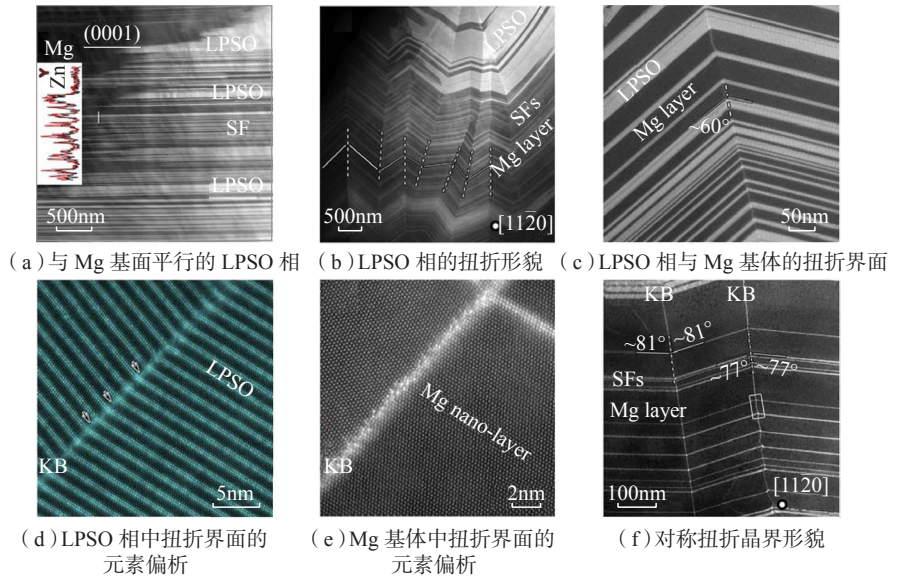 Mg
(0001)
LPSO
Y
Zn
LPSO
SF
LPSO
500nm
(a)与 Mg 基面平行的 LPSO 相
LPSO
SFs
Mg layer
500nm
[112̄0]
(b)LPSO 相的扭折形貌
LPSO
Mg layer
~60°
50nm
(c)LPSO 相与 Mg 基体的扭折界面
LPSO
KB
5nm
(d)LPSO 相中扭折界面的
元素偏析
Mg nano-layer
KB
2nm
(e)Mg 基体中扭折界面的
元素偏析
KB
KB
~81°
~81°
~77°
~77°
SFs
Mg layer
100nm
[112̄0]
(f)对称扭折晶界形貌